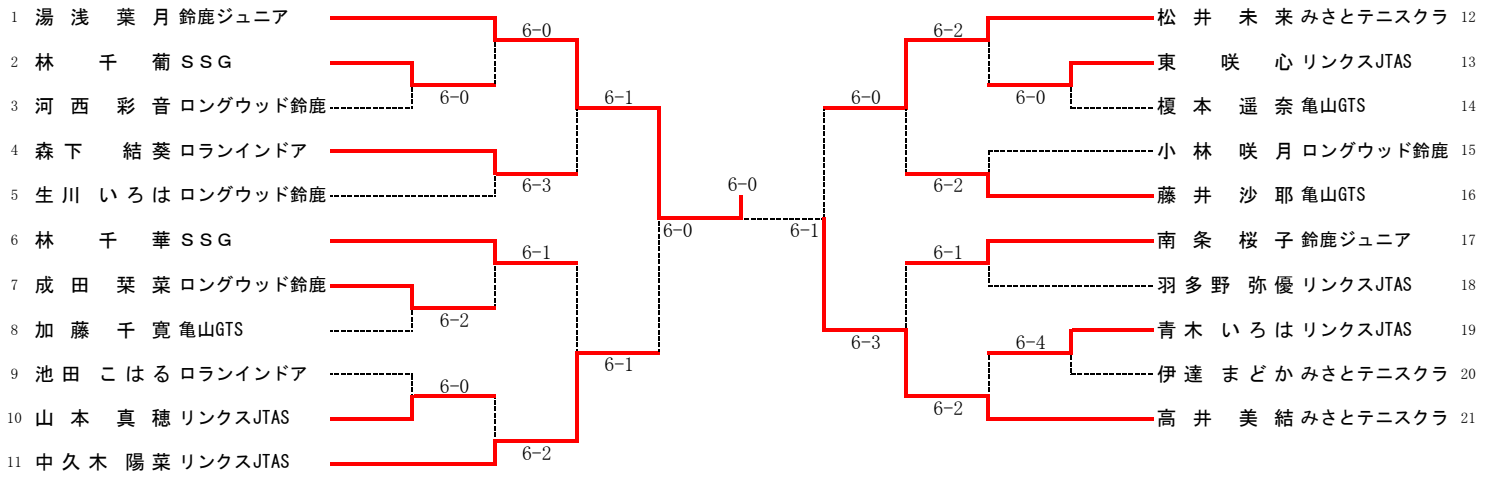 1 湯浅 葉月 鈴鹿ジュニア
6-0
2 林 千葡 ＳＳＧ
6-0
3 河西 彩音 ロングウッド鈴鹿
6-1
4 森下 結葵 ロランインドア
6-3
5 生川 いろは ロングウッド鈴鹿
6-0
6 林 千華 ＳＳＧ
6-1
7 成田 栞菜 ロングウッド鈴鹿
6-2
8 加藤 千寛 亀山GTS
6-1
9 池田 こはる ロランインドア
6-0
10 山本 真穂 リンクスJTAS
6-2
11 中久木 陽菜 リンクスJTAS
6-0
松井 未来 みさとテニスクラ 12
6-2
東 咲心 リンクスJTAS 13
6-0
榎本 遥奈 亀山GTS 14
6-0
小林 咲月 ロングウッド鈴鹿 15
6-2
藤井 沙耶 亀山GTS 16
6-1
南条 桜子 鈴鹿ジュニア 17
6-1
羽多野 弥優 リンクスJTAS 18
6-3
青木 いろは リンクスJTAS 19
6-4
伊達 まどか みさとテニスクラ 20
6-2
高井 美結 みさとテニスクラ 21